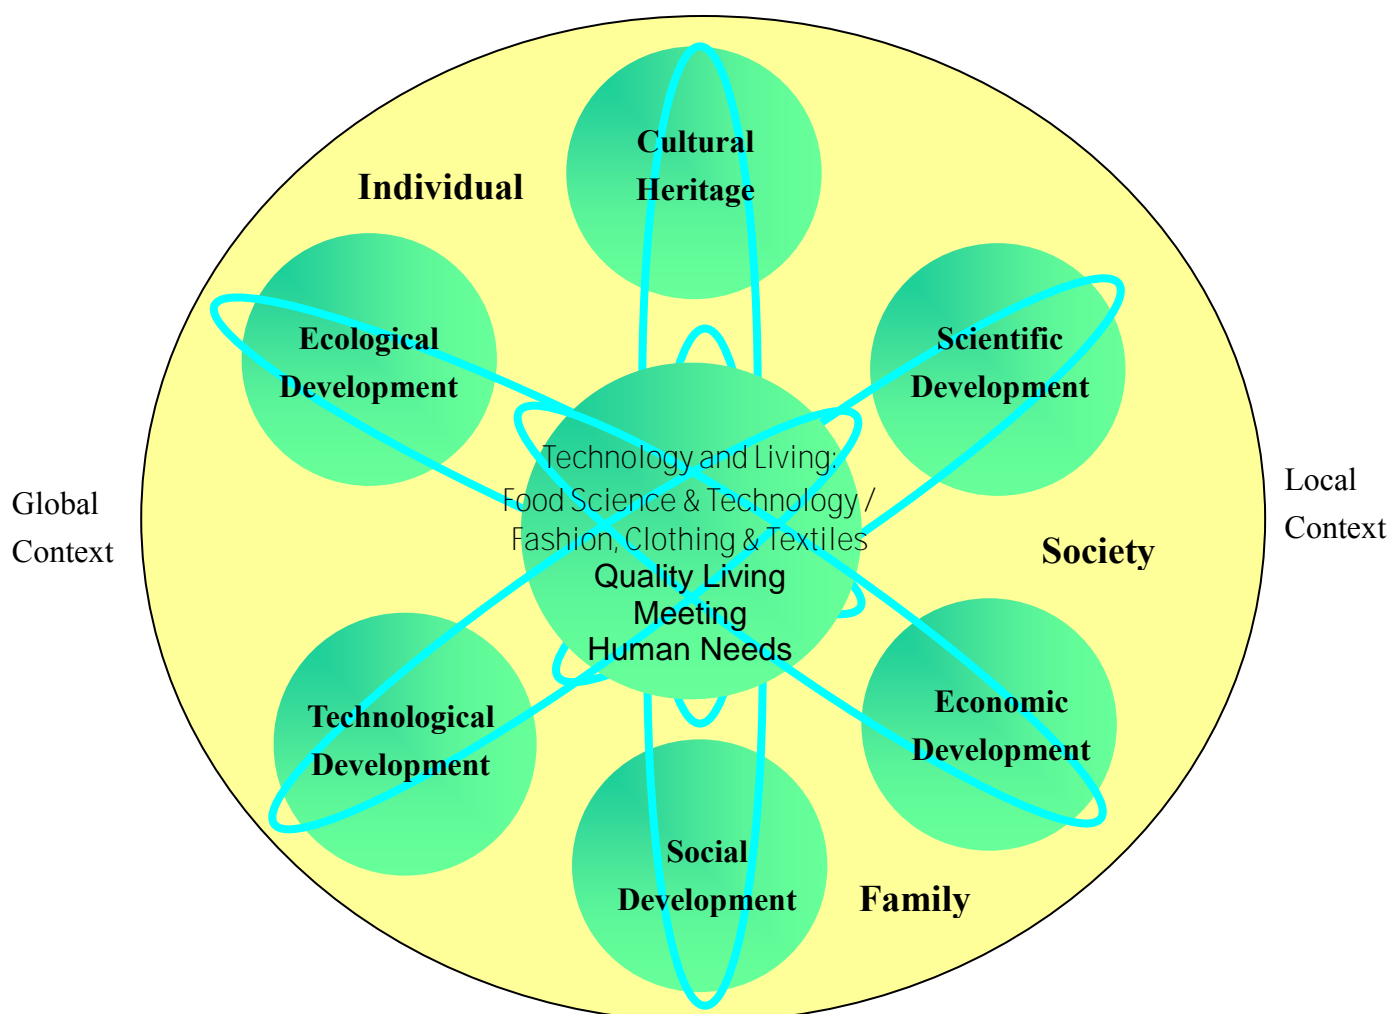 Cultural
Heritage
Individual
Ecological
Development
Scientific
Development
Technology and Living:
Food Science & Technology /
Fashion, Clothing & Textiles
Quality Living
Meeting
Human Needs
Global
Context
Local
Context
Society
Technological
Development
Economic
Development
Social
Development
Family